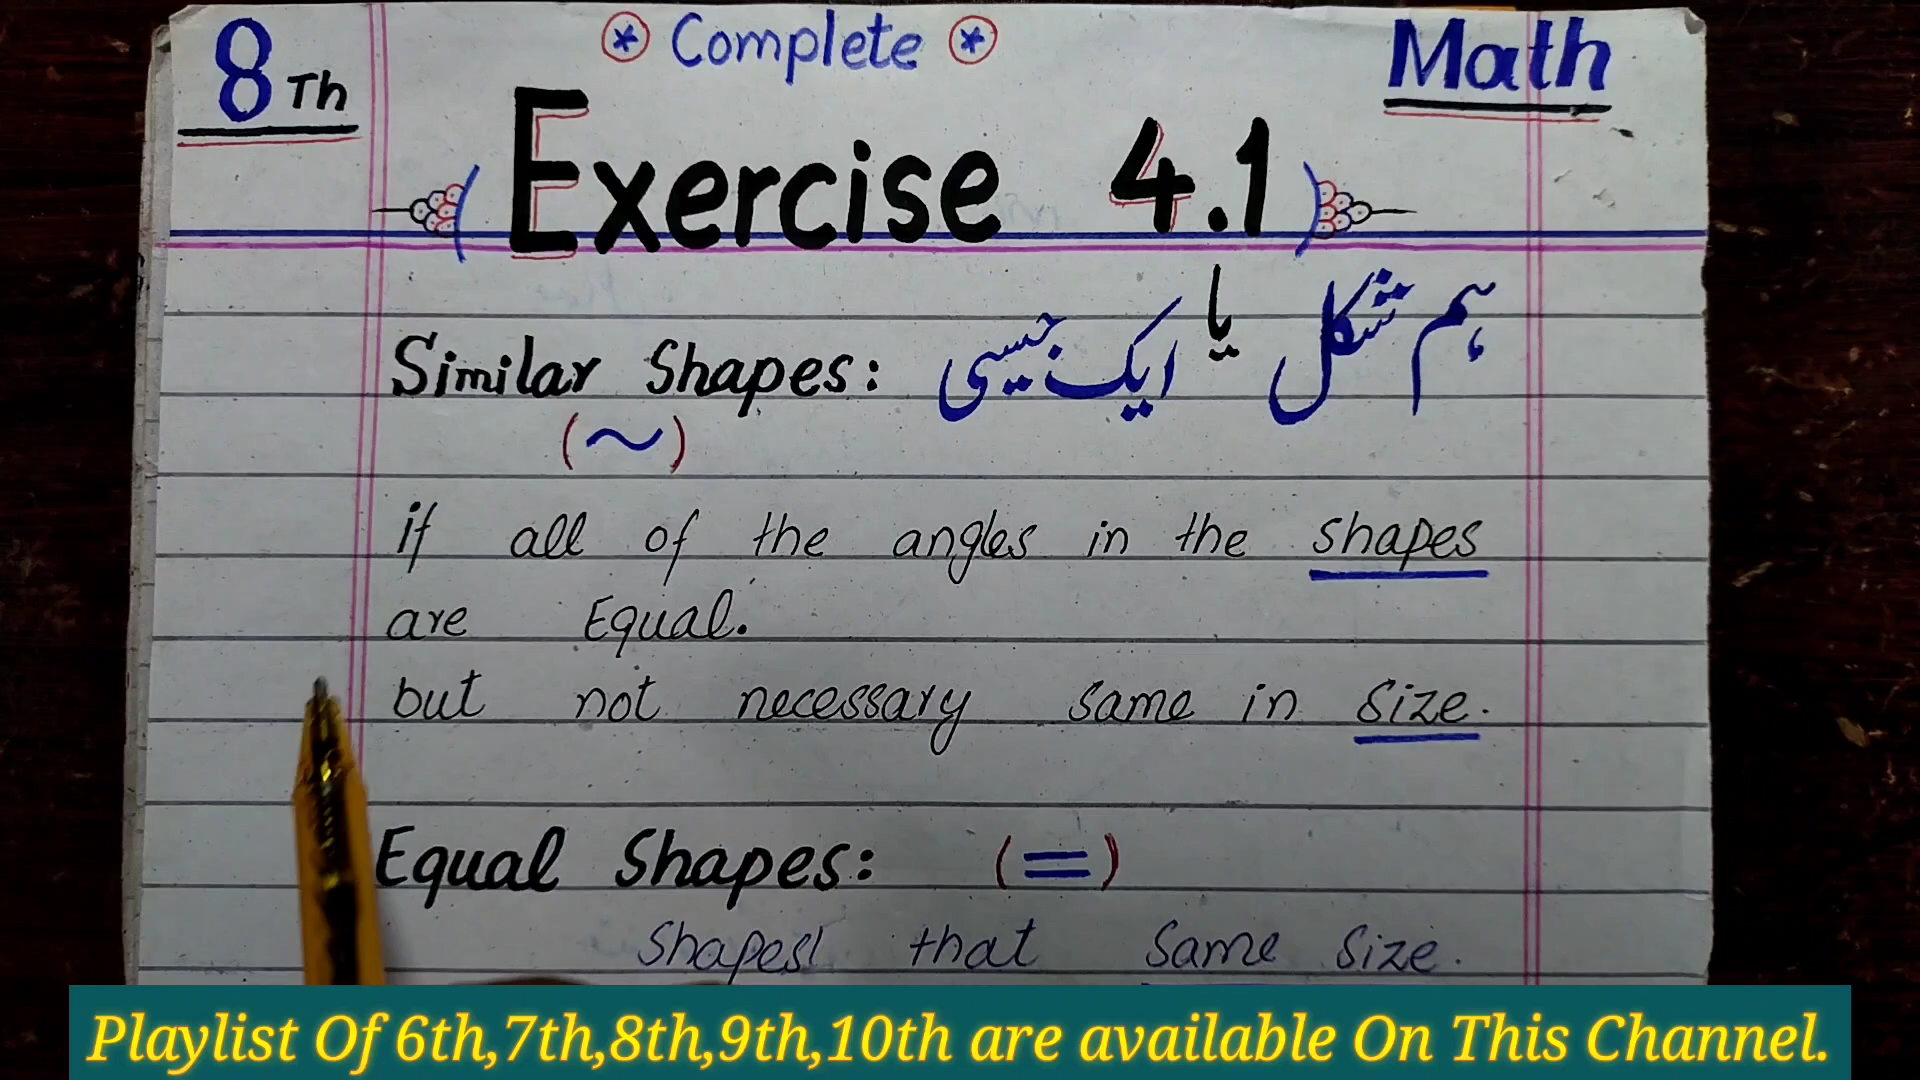 8Th
* Complete *
Math
Exercise 4.1
Similar Shapes: ہم شکل یا ایک جیسی
(~)
if all of the angles in the shapes
are Equal.
but not necessary same in size.
Equal Shapes: (=)
Shapes that same size.
Playlist Of 6th,7th,8th,9th,10th are available On This Channel.